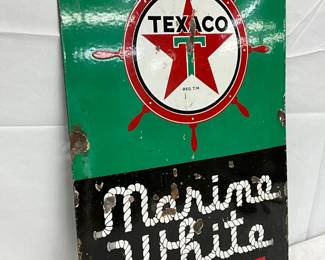 TEXACO
T
REG. T.M.
Marine
White